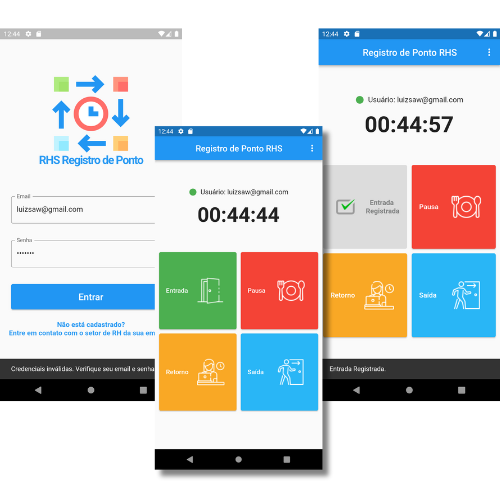 12:44
RHS Registro de Ponto
Email
luizsaw@gmail.com
Senha
•••••••
Entrar
Não está cadastrado?
Entre em contato com o setor de RH da sua em
Credenciais inválidas. Verifique seu email e senha
12:44
Registro de Ponto RHS
Usuário: luizsaw@gmail.com
00:44:44
Entrada
Pausa
Retorno
Saída
12:44
Registro de Ponto RHS
Usuário: luizsaw@gmail.com
00:44:57
Entrada
Registrada
Pausa
Retorno
Saída
Entrada Registrada.